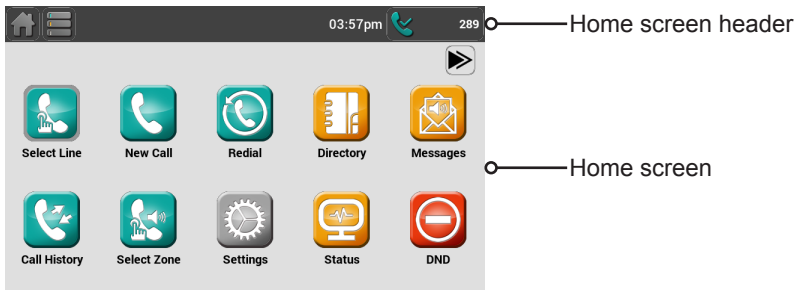 03:57pm 289
Home screen header
Select Line New Call Redial Directory Messages
Home screen
Call History Select Zone Settings Status DND